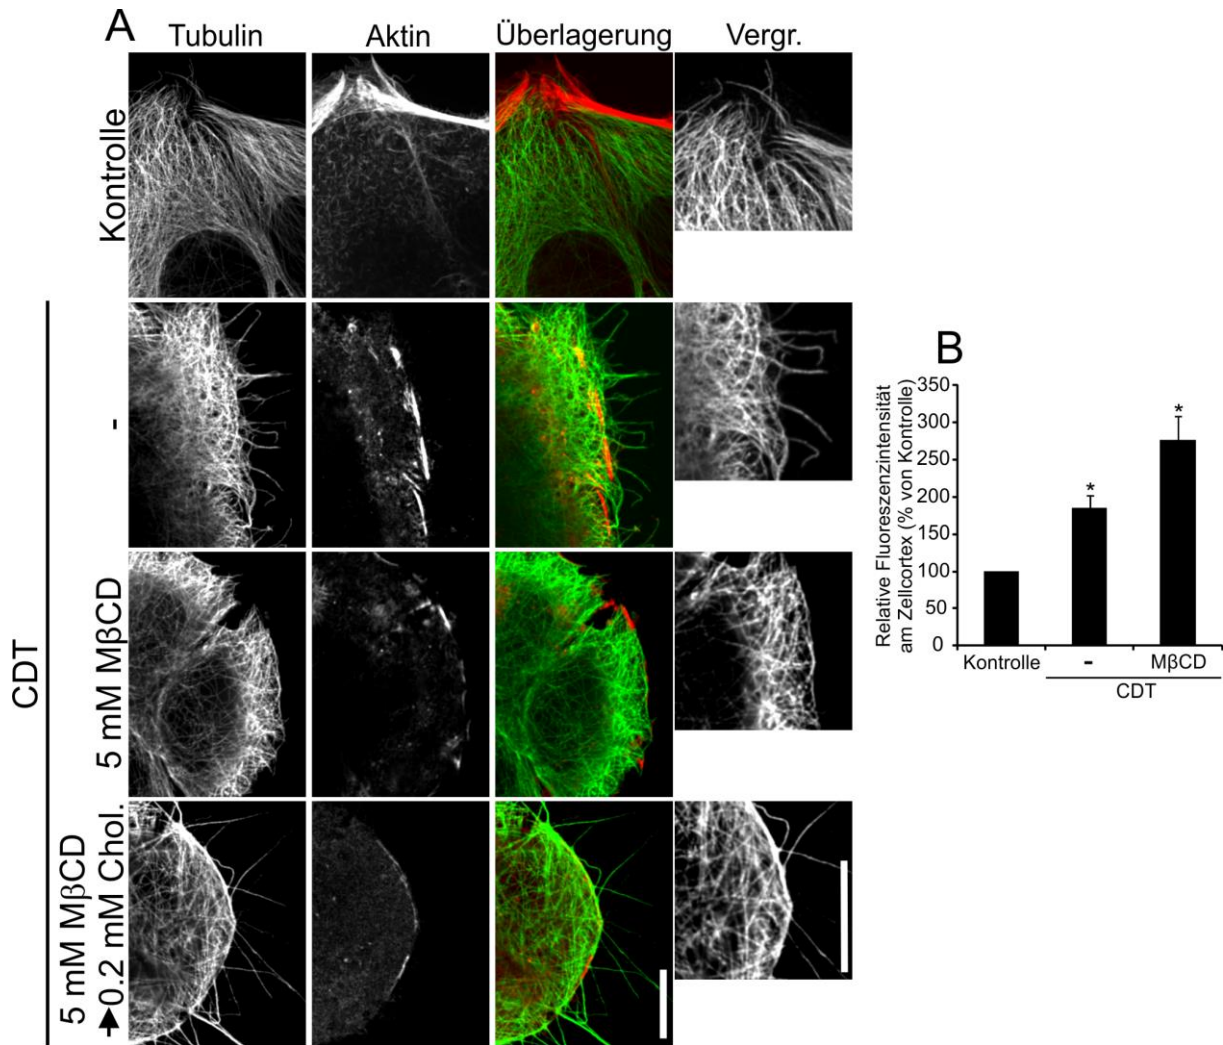 A
Tubulin Aktin Überlagerung Vergr.
Kontrolle
CDT
-
5 mM MβCD
5 mM MβCD
➔0.2 mM Chol.
B
Relative Fluoreszenzintensität
am Zellcortex (% von Kontrolle)
350
300
250
200
150
100
50
0
*
*
Kontrolle - MβCD
CDT